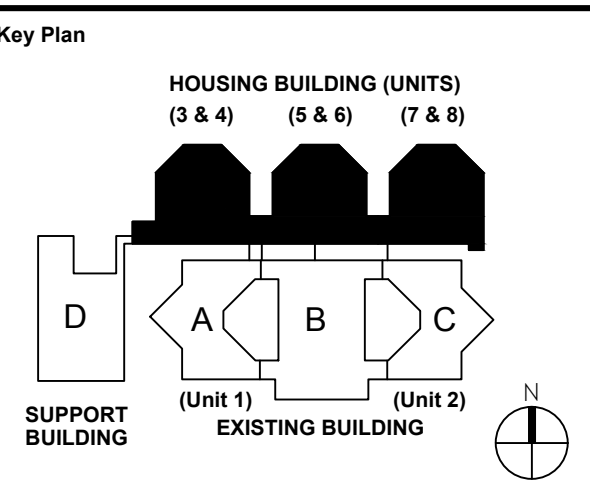 Key Plan
HOUSING BUILDING (UNITS)
(3 & 4) (5 & 6) (7 & 8)
D A B C
(Unit 1) (Unit 2)
SUPPORT
BUILDING
EXISTING BUILDING
N